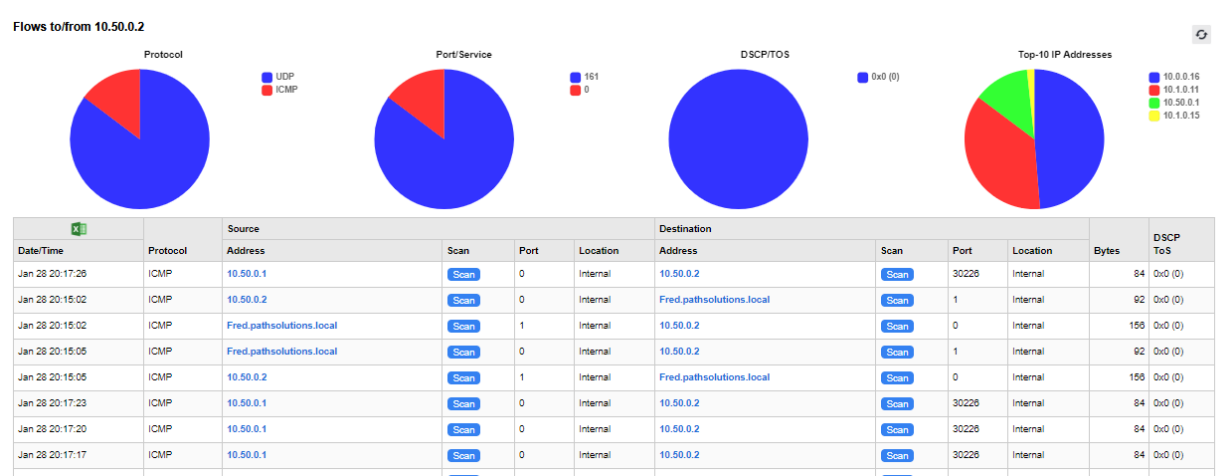 Flows to/from 10.50.0.2
Protocol
UDP
ICMP
Port/Service
161
0
DSCP/TOS
0x0 (0)
Top-10 IP Addresses
10.0.0.16
10.1.0.11
10.50.0.1
10.1.0.15
Source Destination
Date/Time Protocol Address Scan Port Location Address Scan Port Location Bytes DSCP ToS
Jan 28 20:17:26 ICMP 10.50.0.1 Scan 0 Internal 10.50.0.2 Scan 30226 Internal 84 0x0 (0)
Jan 28 20:15:02 ICMP 10.50.0.2 Scan 0 Internal Fred.pathsolutions.local Scan 1 Internal 92 0x0 (0)
Jan 28 20:15:02 ICMP Fred.pathsolutions.local Scan 1 Internal 10.50.0.2 Scan 0 Internal 156 0x0 (0)
Jan 28 20:15:05 ICMP Fred.pathsolutions.local Scan 0 Internal 10.50.0.2 Scan 1 Internal 92 0x0 (0)
Jan 28 20:15:05 ICMP 10.50.0.2 Scan 1 Internal Fred.pathsolutions.local Scan 0 Internal 156 0x0 (0)
Jan 28 20:17:23 ICMP 10.50.0.1 Scan 0 Internal 10.50.0.2 Scan 30226 Internal 84 0x0 (0)
Jan 28 20:17:20 ICMP 10.50.0.1 Scan 0 Internal 10.50.0.2 Scan 30226 Internal 84 0x0 (0)
Jan 28 20:17:17 ICMP 10.50.0.1 Scan 0 Internal 10.50.0.2 Scan 30226 Internal 84 0x0 (0)